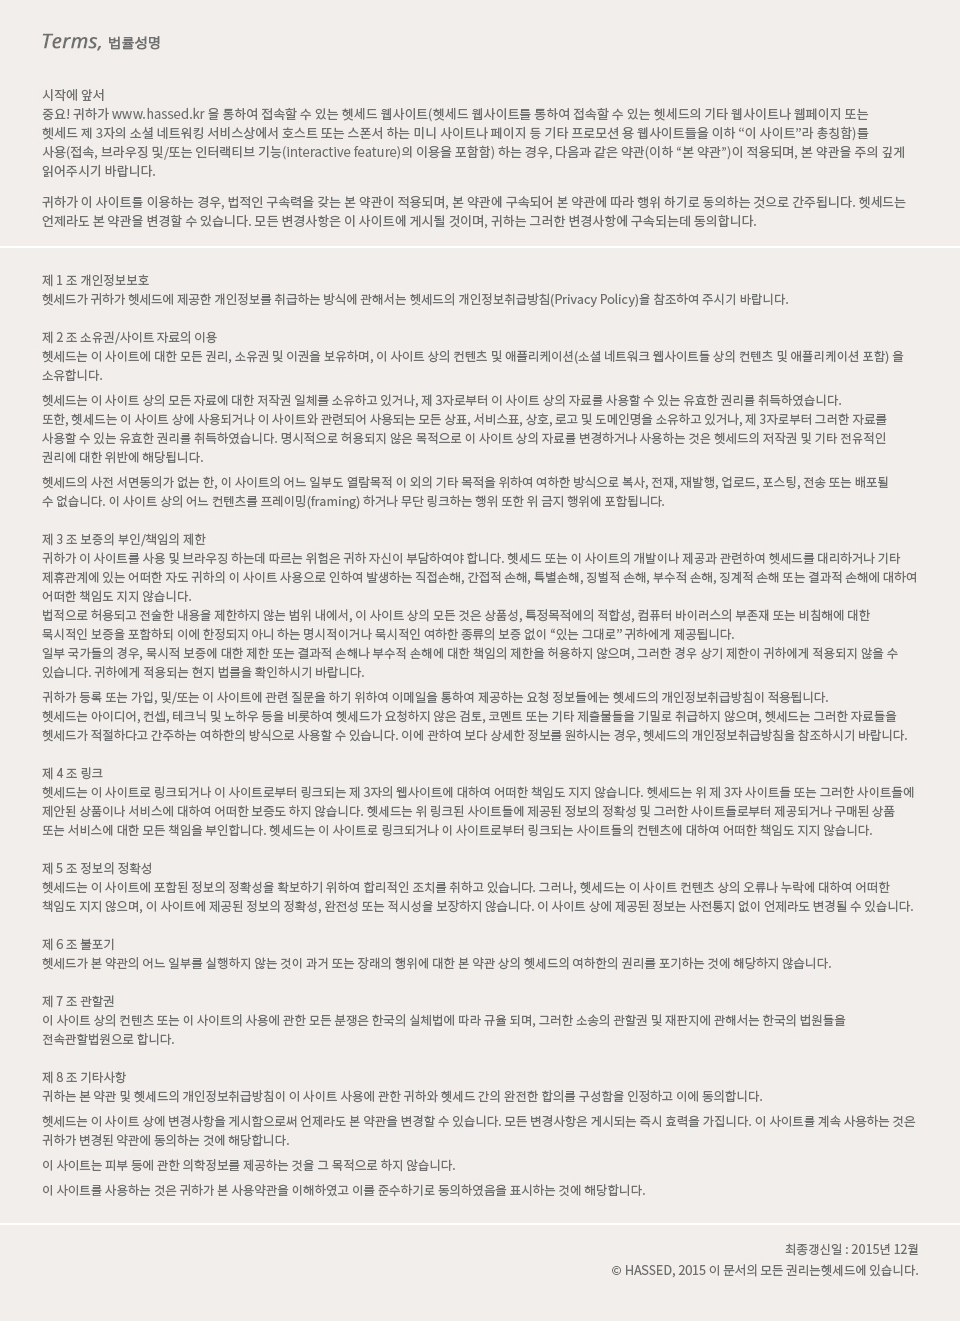 Terms, 법률성명
시작에 앞서
중요! 귀하가 www.hassed.kr 을 통하여 접속할 수 있는 헷세드 웹사이트(헷세드 웹사이트를 통하여 접속할 수 있는 헷세드의 기타 웹사이트나 웹페이지 또는
헷세드 제 3자의 소셜 네트워킹 서비스상에서 호스트 또는 스폰서 하는 미니 사이트나 페이지 등 기타 프로모션 용 웹사이트들을 이하 “이 사이트”라 총칭함)를
사용(접속, 브라우징 및/또는 인터랙티브 기능(interactive feature)의 이용을 포함함) 하는 경우, 다음과 같은 약관(이하 “본 약관”)이 적용되며, 본 약관을 주의 깊게
읽어주시기 바랍니다.
귀하가 이 사이트를 이용하는 경우, 법적인 구속력을 갖는 본 약관이 적용되며, 본 약관에 구속되어 본 약관에 따라 행위 하기로 동의하는 것으로 간주됩니다. 헷세드는
언제라도 본 약관을 변경할 수 있습니다. 모든 변경사항은 이 사이트에 게시될 것이며, 귀하는 그러한 변경사항에 구속되는데 동의합니다.
제 1 조 개인정보보호
헷세드가 귀하가 헷세드에 제공한 개인정보를 취급하는 방식에 관해서는 헷세드의 개인정보취급방침(Privacy Policy)을 참조하여 주시기 바랍니다.
제 2 조 소유권/사이트 자료의 이용
헷세드는 이 사이트에 대한 모든 권리, 소유권 및 이권을 보유하며, 이 사이트 상의 컨텐츠 및 애플리케이션(소셜 네트워크 웹사이트들 상의 컨텐츠 및 애플리케이션 포함) 을
소유합니다.
헷세드는 이 사이트 상의 모든 자료에 대한 저작권 일체를 소유하고 있거나, 제 3자로부터 이 사이트 상의 자료를 사용할 수 있는 유효한 권리를 취득하였습니다.
또한, 헷세드는 이 사이트 상에 사용되거나 이 사이트와 관련되어 사용되는 모든 상표, 서비스표, 상호, 로고 및 도메인명을 소유하고 있거나, 제 3자로부터 그러한 자료를
사용할 수 있는 유효한 권리를 취득하였습니다. 명시적으로 허용되지 않은 목적으로 이 사이트 상의 자료를 변경하거나 사용하는 것은 헷세드의 저작권 및 기타 전유적인
권리에 대한 위반에 해당됩니다.
헷세드의 사전 서면동의가 없는 한, 이 사이트의 어느 일부도 열람목적 이 외의 기타 목적을 위하여 여하한 방식으로 복사, 전재, 재발행, 업로드, 포스팅, 전송 또는 배포될
수 없습니다. 이 사이트 상의 어느 컨텐츠를 프레이밍(framing) 하거나 무단 링크하는 행위 또한 위 금지 행위에 포함됩니다.
제 3 조 보증의 부인/책임의 제한
귀하가 이 사이트를 사용 및 브라우징 하는데 따르는 위험은 귀하 자신이 부담하여야 합니다. 헷세드 또는 이 사이트의 개발이나 제공과 관련하여 헷세드를 대리하거나 기타
제휴관계에 있는 어떠한 자도 귀하의 이 사이트 사용으로 인하여 발생하는 직접손해, 간접적 손해, 특별손해, 징벌적 손해, 부수적 손해, 징계적 손해 또는 결과적 손해에 대하여
어떠한 책임도 지지 않습니다.
법적으로 허용되고 전술한 내용을 제한하지 않는 범위 내에서, 이 사이트 상의 모든 것은 상품성, 특정목적에의 적합성, 컴퓨터 바이러스의 부존재 또는 비침해에 대한
묵시적인 보증을 포함하되 이에 한정되지 아니 하는 명시적이거나 묵시적인 여하한 종류의 보증 없이 “있는 그대로” 귀하에게 제공됩니다.
일부 국가들의 경우, 묵시적 보증에 대한 제한 또는 결과적 손해나 부수적 손해에 대한 책임의 제한을 허용하지 않으며, 그러한 경우 상기 제한이 귀하에게 적용되지 않을 수
있습니다. 귀하에게 적용되는 현지 법률을 확인하시기 바랍니다.
귀하가 등록 또는 가입, 및/또는 이 사이트에 관련 질문을 하기 위하여 이메일을 통하여 제공하는 요청 정보들에는 헷세드의 개인정보취급방침이 적용됩니다.
헷세드는 아이디어, 컨셉, 테크닉 및 노하우 등을 비롯하여 헷세드가 요청하지 않은 검토, 코멘트 또는 기타 제출물들을 기밀로 취급하지 않으며, 헷세드는 그러한 자료들을
헷세드가 적절하다고 간주하는 여하한의 방식으로 사용할 수 있습니다. 이에 관하여 보다 상세한 정보를 원하시는 경우, 헷세드의 개인정보취급방침을 참조하시기 바랍니다.
제 4 조 링크
헷세드는 이 사이트로 링크되거나 이 사이트로부터 링크되는 제 3자의 웹사이트에 대하여 어떠한 책임도 지지 않습니다. 헷세드는 위 제 3자 사이트들 또는 그러한 사이트들에
제안된 상품이나 서비스에 대하여 어떠한 보증도 하지 않습니다. 헷세드는 위 링크된 사이트들에 제공된 정보의 정확성 및 그러한 사이트들로부터 제공되거나 구매된 상품
또는 서비스에 대한 모든 책임을 부인합니다. 헷세드는 이 사이트로 링크되거나 이 사이트로부터 링크되는 사이트들의 컨텐츠에 대하여 어떠한 책임도 지지 않습니다.
제 5 조 정보의 정확성
헷세드는 이 사이트에 포함된 정보의 정확성을 확보하기 위하여 합리적인 조치를 취하고 있습니다. 그러나, 헷세드는 이 사이트 컨텐츠 상의 오류나 누락에 대하여 어떠한
책임도 지지 않으며, 이 사이트에 제공된 정보의 정확성, 완전성 또는 적시성을 보장하지 않습니다. 이 사이트 상에 제공된 정보는 사전통지 없이 언제라도 변경될 수 있습니다.
제 6 조 불포기
헷세드가 본 약관의 어느 일부를 실행하지 않는 것이 과거 또는 장래의 행위에 대한 본 약관 상의 헷세드의 여하한의 권리를 포기하는 것에 해당하지 않습니다.
제 7 조 관할권
이 사이트 상의 컨텐츠 또는 이 사이트의 사용에 관한 모든 분쟁은 한국의 실체법에 따라 규율 되며, 그러한 소송의 관할권 및 재판지에 관해서는 한국의 법원들을
전속관할법원으로 합니다.
제 8 조 기타사항
귀하는 본 약관 및 헷세드의 개인정보취급방침이 이 사이트 사용에 관한 귀하와 헷세드 간의 완전한 합의를 구성함을 인정하고 이에 동의합니다.
헷세드는 이 사이트 상에 변경사항을 게시함으로써 언제라도 본 약관을 변경할 수 있습니다. 모든 변경사항은 게시되는 즉시 효력을 가집니다. 이 사이트를 계속 사용하는 것은
귀하가 변경된 약관에 동의하는 것에 해당합니다.
이 사이트는 피부 등에 관한 의학정보를 제공하는 것을 그 목적으로 하지 않습니다.
이 사이트를 사용하는 것은 귀하가 본 사용약관을 이해하였고 이를 준수하기로 동의하였음을 표시하는 것에 해당합니다.
최종갱신일 : 2015년 12월
© HASSED, 2015 이 문서의 모든 권리는헷세드에 있습니다.